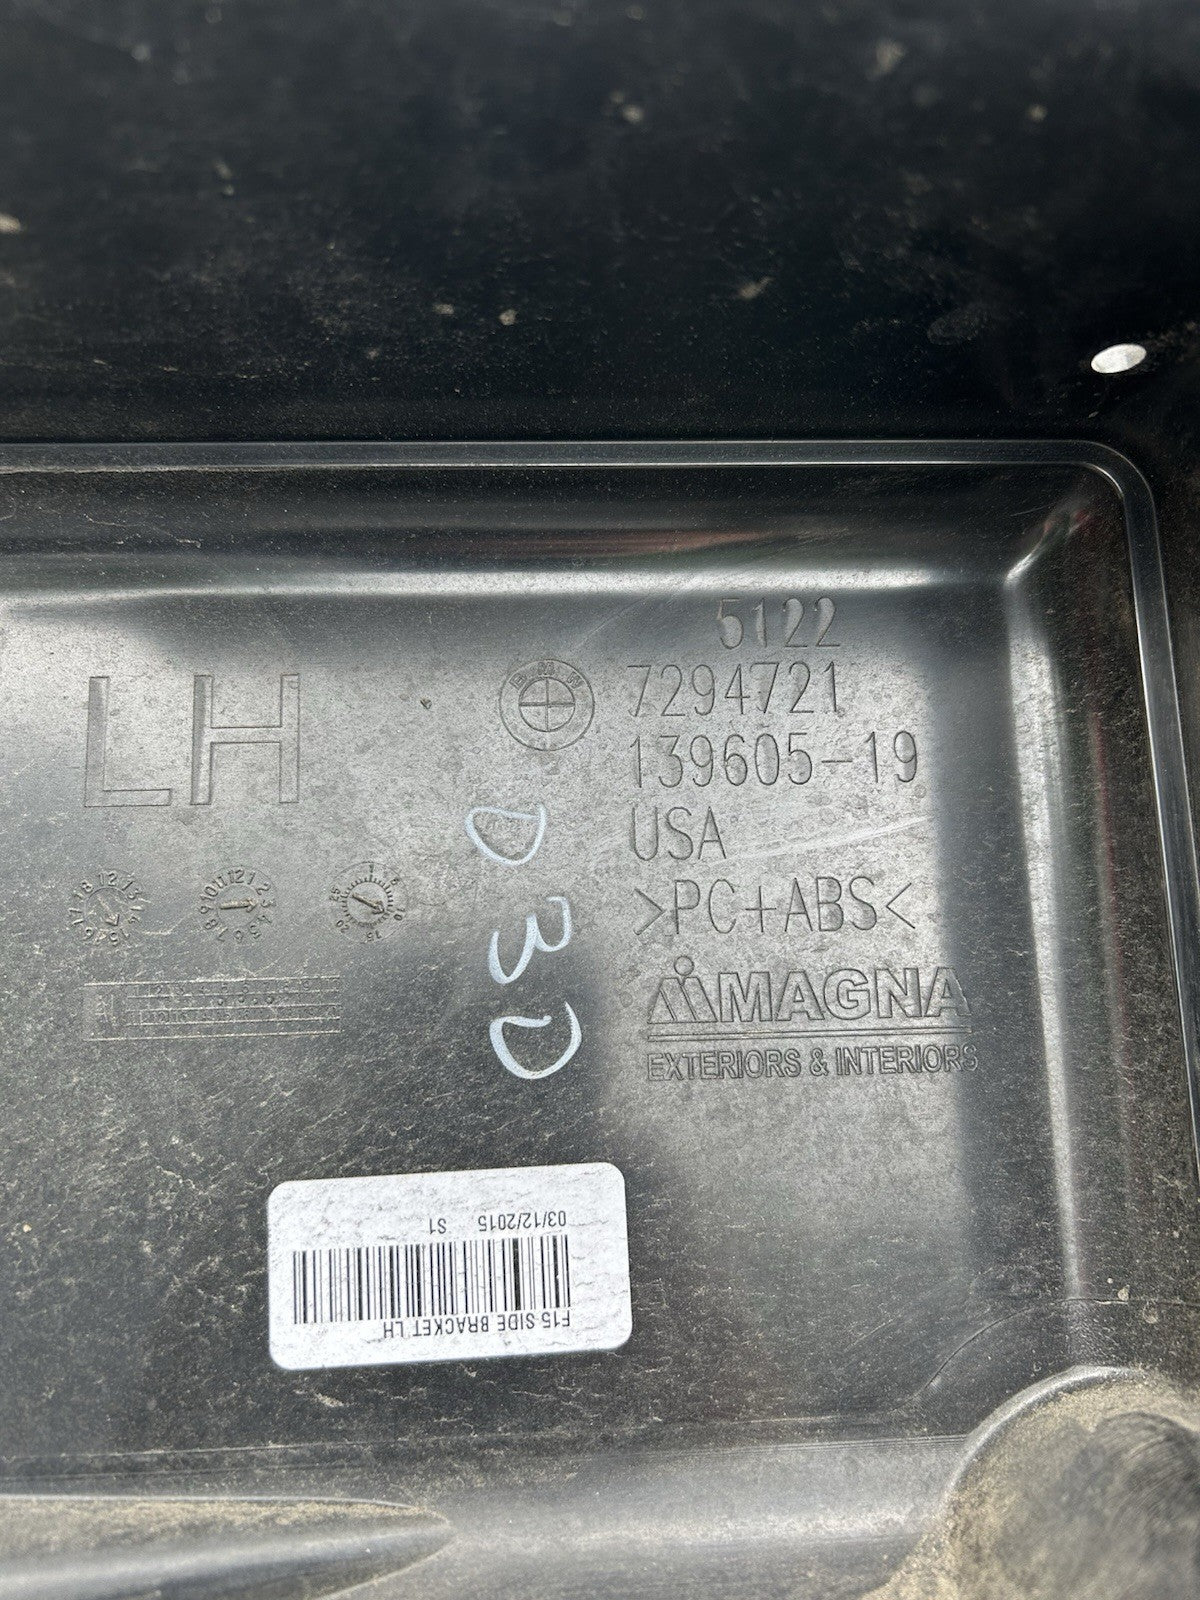 5122
LH
BMW
7294721
139605-19
USA
>PC+ABS<
MAGNA
EXTERIORS & INTERIORS
D3D
F15 SIDE BRACKET LH
03/12/2015 S1